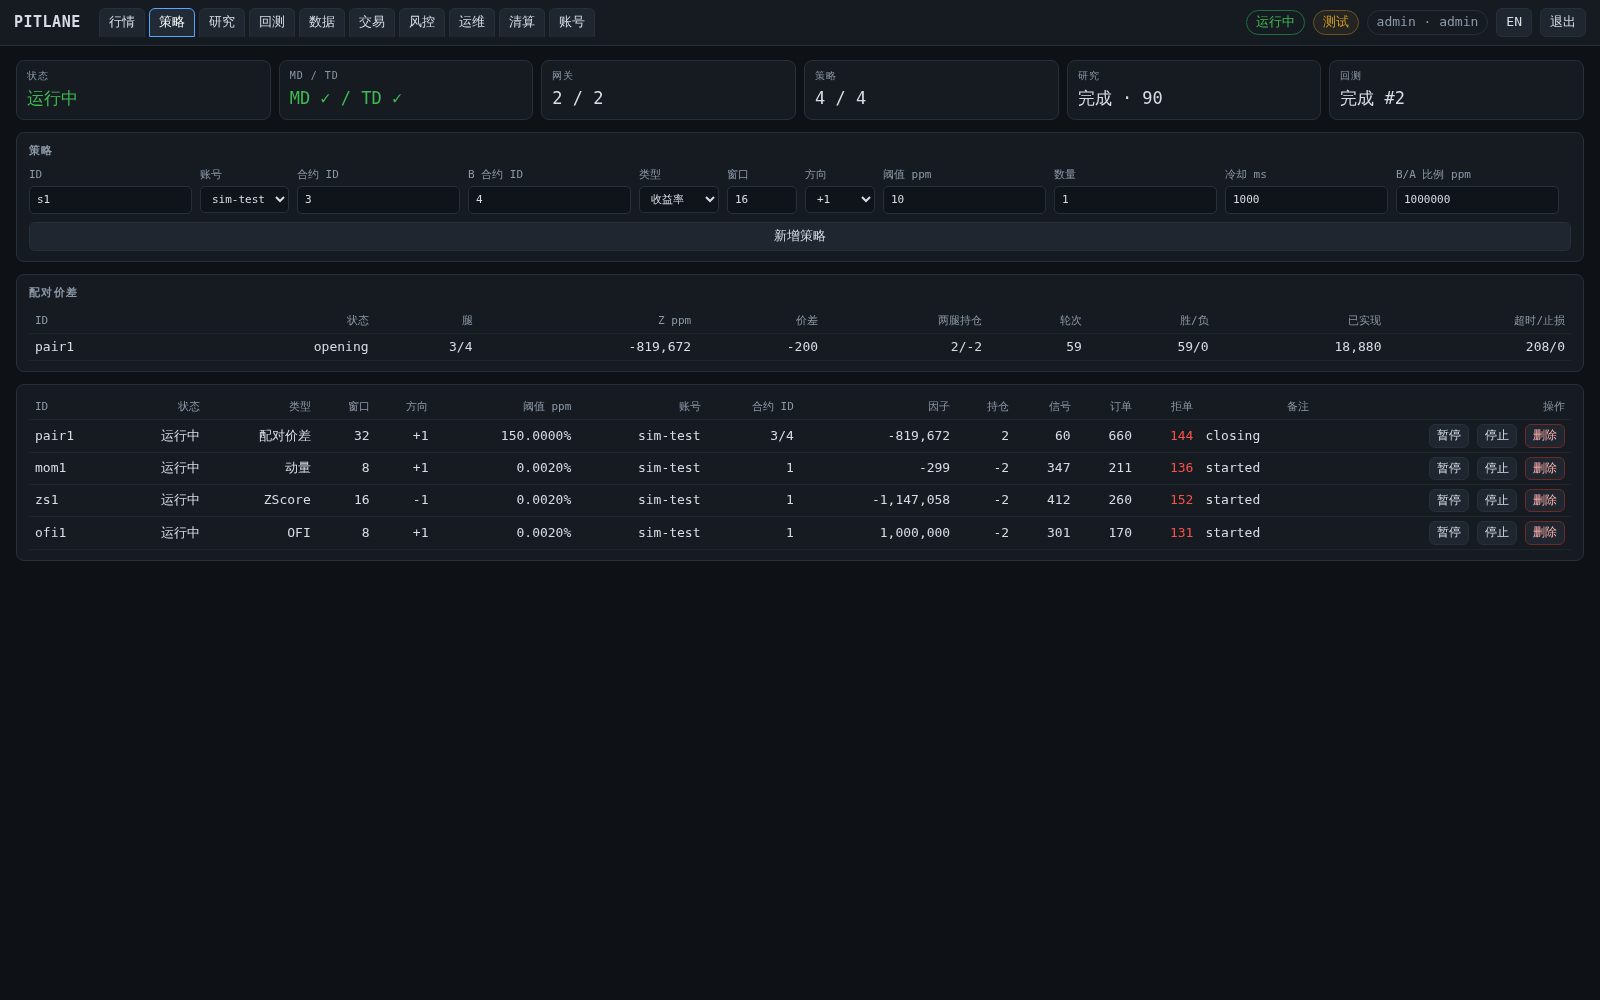 PITLANE 行情 策略 研究 回测 数据 交易 风控 运维 清算 账号 运行中 测试 admin · admin EN 退出
状态 MD / TD 网关 策略 研究 回测
运行中 MD ✓ / TD ✓ 2 / 2 4 / 4 完成 · 90 完成 #2
策略
ID 账号 合约 ID B 合约 ID 类型 窗口 方向 阈值 ppm 数量 冷却 ms B/A 比例 ppm
s1 sim-test 3 4 收益率 16 +1 10 1 1000 1000000
新增策略
配对价差
ID 状态 腿 Z ppm 价差 两腿持仓 轮次 胜/负 已实现 超时/止损
pair1 opening 3/4 -819,672 -200 2/-2 59 59/0 18,880 208/0
ID 状态 类型 窗口 方向 阈值 ppm 账号 合约 ID 因子 持仓 信号 订单 拒单 备注 操作
pair1 运行中 配对价差 32 +1 150.0000% sim-test 3/4 -819,672 2 60 660 144 closing 暂停 停止 删除
mom1 运行中 动量 8 +1 0.0020% sim-test 1 -299 -2 347 211 136 started 暂停 停止 删除
zs1 运行中 ZScore 16 -1 0.0020% sim-test 1 -1,147,058 -2 412 260 152 started 暂停 停止 删除
ofi1 运行中 OFI 8 +1 0.0020% sim-test 1 1,000,000 -2 301 170 131 started 暂停 停止 删除